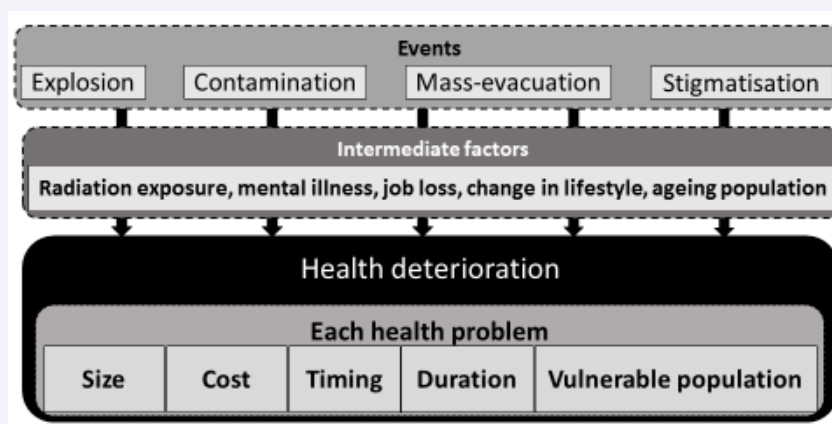 Events
Explosion Contamination Mass-evacuation Stigmatisation
Intermediate factors
Radiation exposure, mental illness, job loss, change in lifestyle, ageing population
Health deterioration
Each health problem
Size Cost Timing Duration Vulnerable population